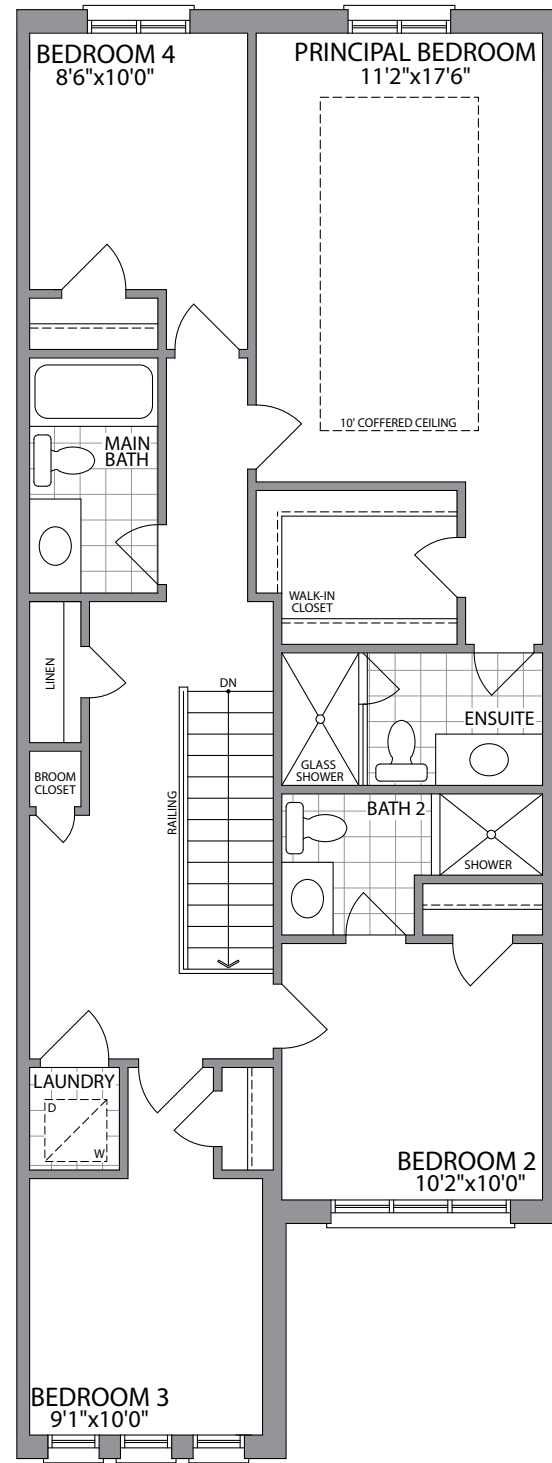 BEDROOM 4
8'6"x10'0"
PRINCIPAL BEDROOM
11'2"x17'6"
10' COFFERED CEILING
MAIN
BATH
WALK-IN
CLOSET
LINEN
DN
ENSUITE
GLASS
SHOWER
BROOM
CLOSET
RAILING
BATH 2
SHOWER
LAUNDRY
D
W
BEDROOM 2
10'2"x10'0"
BEDROOM 3
9'1"x10'0"